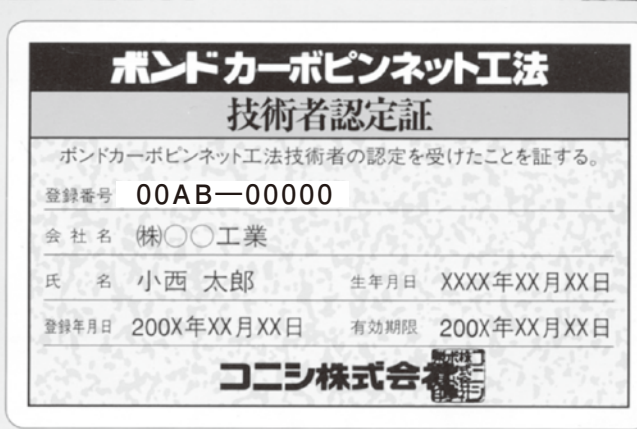 ボンドカーボピンネット工法
技術者認定証
ボンドカーボピンネット工法技術者の認定を受けたことを証する。
登録番号 00AB―00000
会社名 ㈱○○工業
氏名 小西 太郎 生年月日 XXXX年XX月XX日
登録年月日 200X年XX月XX日 有効期限 200X年XX月XX日
コニシ株式会社